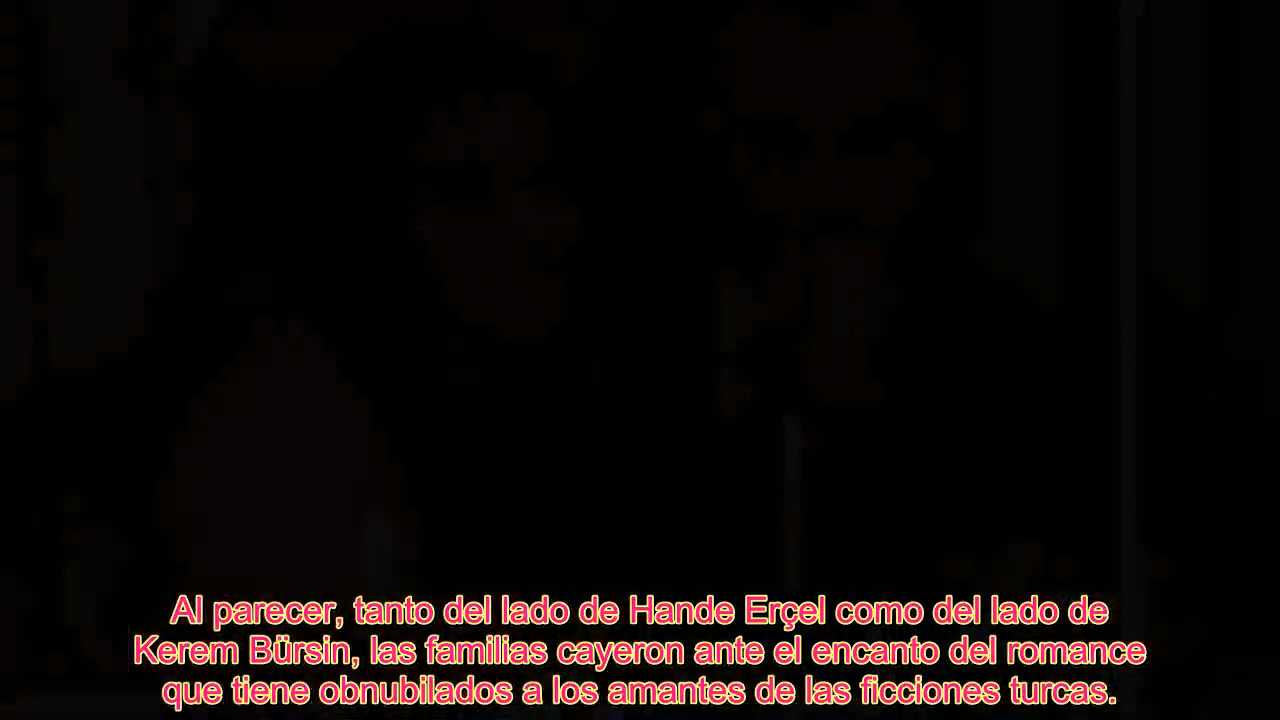 Al parecer, tanto del lado de Hande Erçel como del lado de
Kerem Bürsin, las familias cayeron ante el encanto del romance
que tiene obnubilados a los amantes de las ficciones turcas.